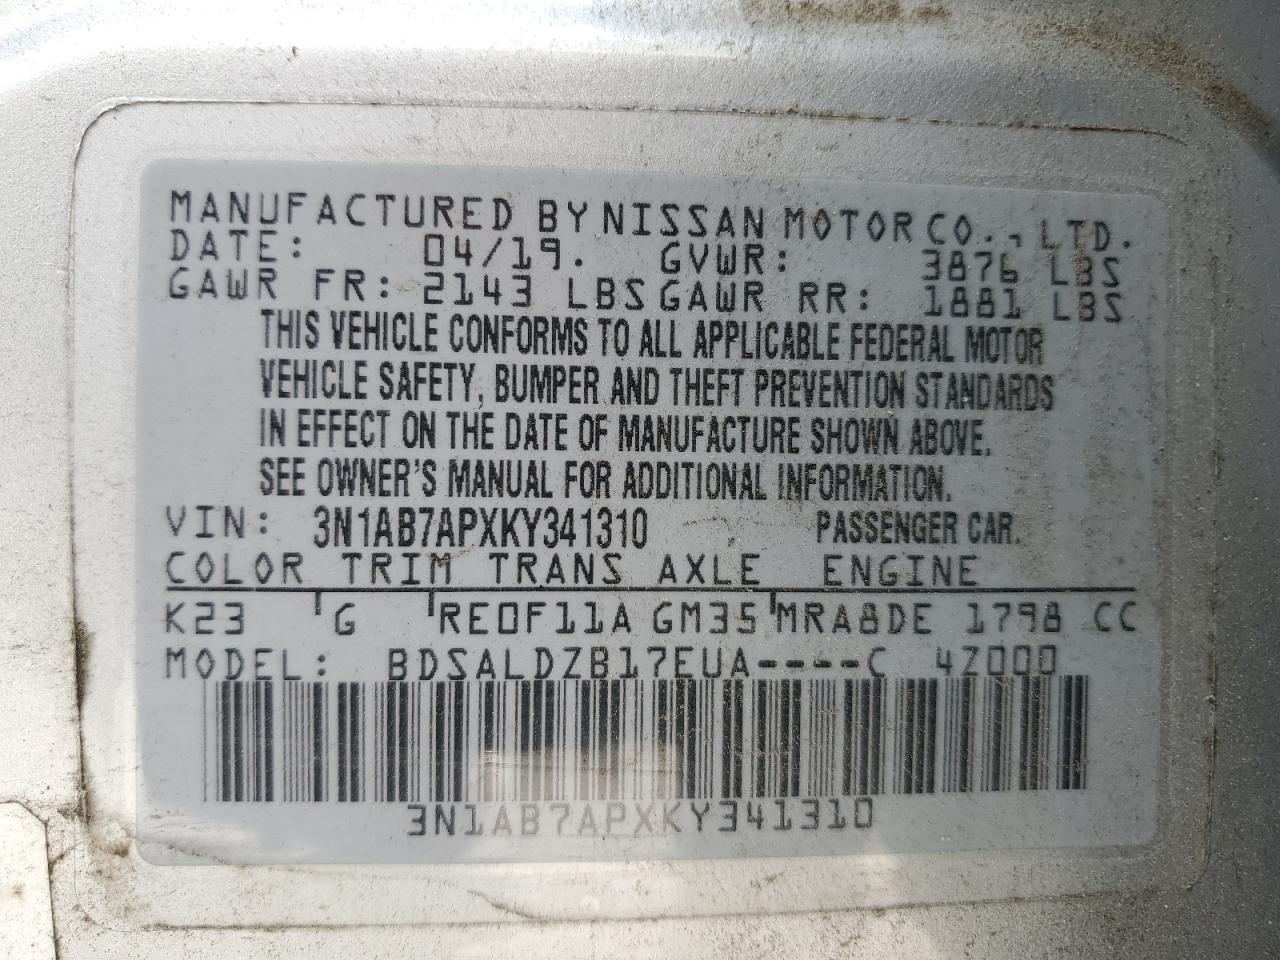 MANUFACTURED BY NISSAN MOTOR CO., LTD.
DATE: 04/19. GVWR: 3876 LBS
GAWR FR: 2143 LBS GAWR RR: 1881 LBS
THIS VEHICLE CONFORMS TO ALL APPLICABLE FEDERAL MOTOR
VEHICLE SAFETY, BUMPER AND THEFT PREVENTION STANDARDS
IN EFFECT ON THE DATE OF MANUFACTURE SHOWN ABOVE.
SEE OWNER'S MANUAL FOR ADDITIONAL INFORMATION.
VIN: 3N1AB7APXKY341310 PASSENGER CAR.
COLOR TRIM TRANS AXLE ENGINE
K23 G RE0F11A GM35 MRA8DE 1798 CC
MODEL: BDSALDZB17EUA----C 4Z000
3N1AB7APXKY341310